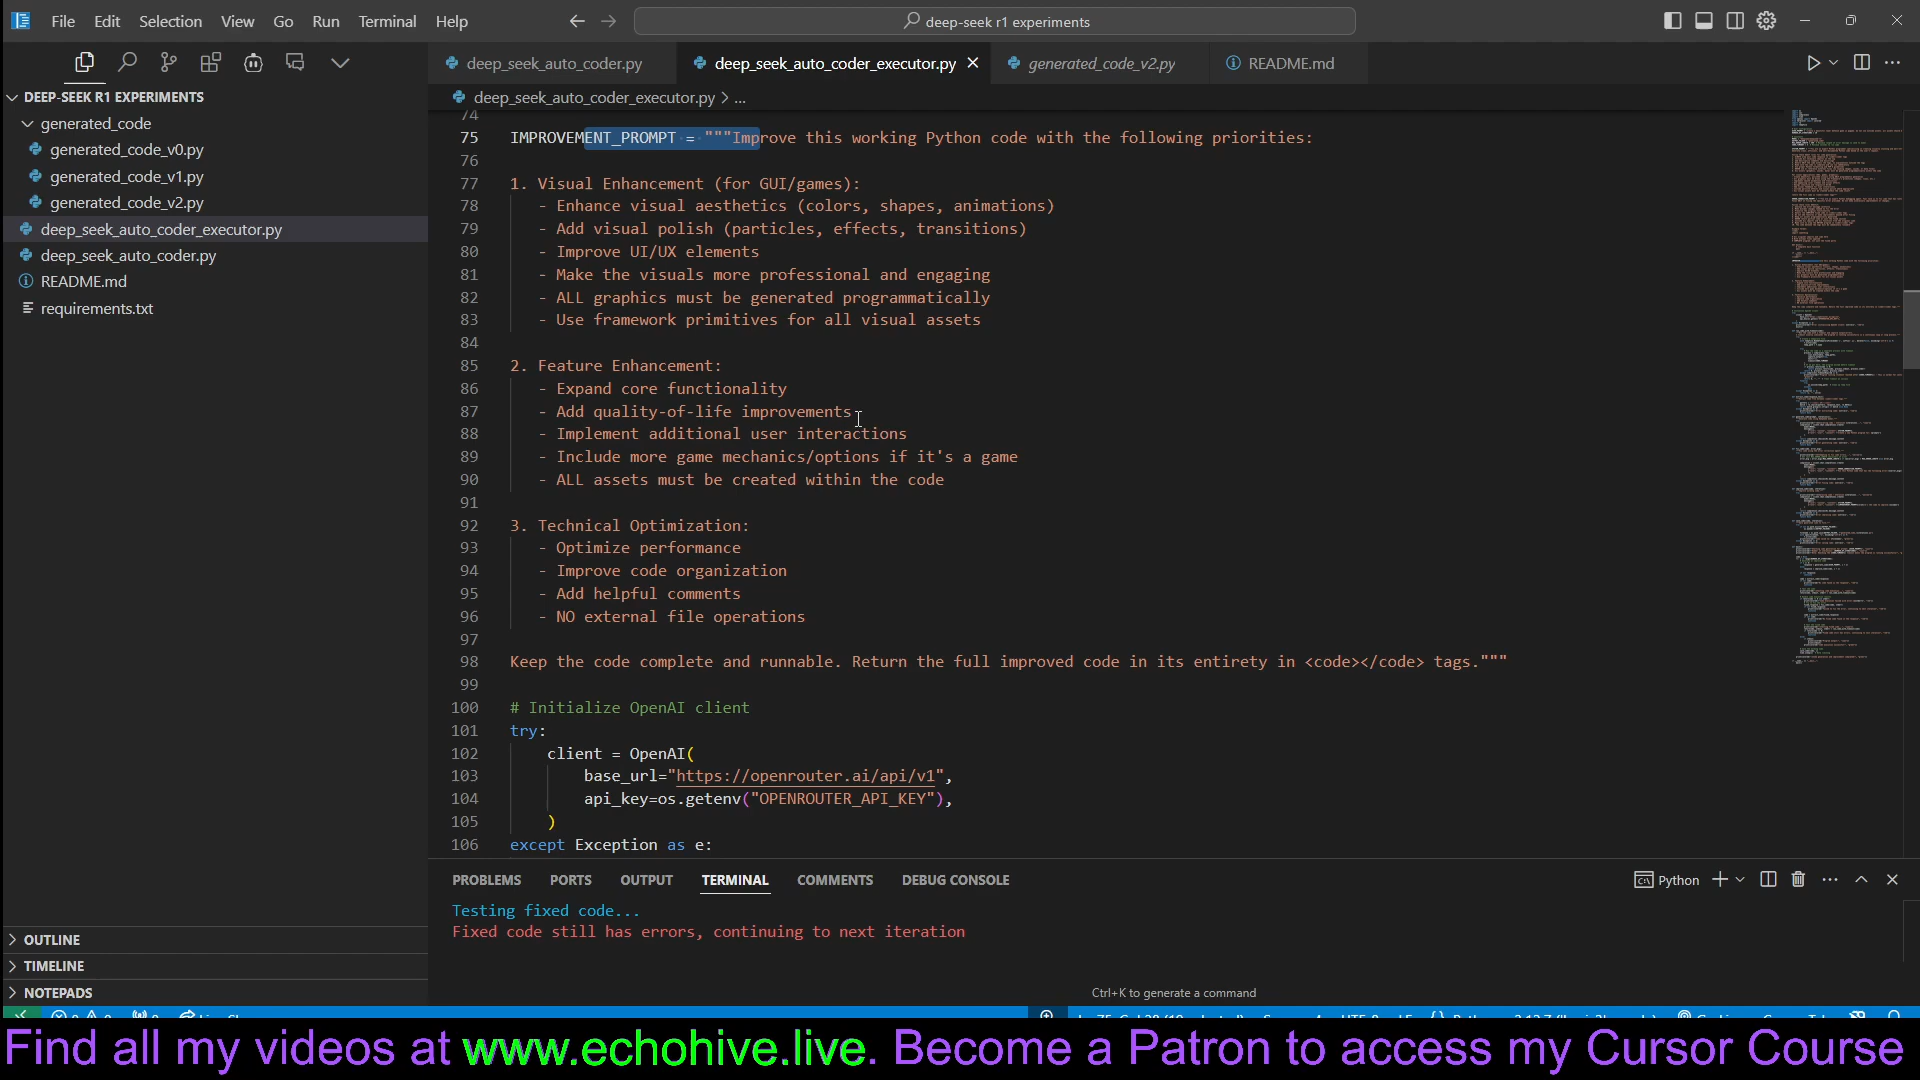 File Edit Selection View Go Run Terminal Help
deep-seek r1 experiments
deep_seek_auto_coder.py
deep_seek_auto_coder_executor.py
generated_code_v2.py
README.md
DEEP-SEEK R1 EXPERIMENTS
generated_code
generated_code_v0.py
generated_code_v1.py
generated_code_v2.py
deep_seek_auto_coder_executor.py
deep_seek_auto_coder.py
README.md
requirements.txt
OUTLINE
TIMELINE
NOTEPADS
deep_seek_auto_coder_executor.py > ...
74
75 IMPROVEMENT_PROMPT = """Improve this working Python code with the following priorities:
76
77 1. Visual Enhancement (for GUI/games):
78 - Enhance visual aesthetics (colors, shapes, animations)
79 - Add visual polish (particles, effects, transitions)
80 - Improve UI/UX elements
81 - Make the visuals more professional and engaging
82 - ALL graphics must be generated programmatically
83 - Use framework primitives for all visual assets
84
85 2. Feature Enhancement:
86 - Expand core functionality
87 - Add quality-of-life improvements
88 - Implement additional user interactions
89 - Include more game mechanics/options if it's a game
90 - ALL assets must be created within the code
91
92 3. Technical Optimization:
93 - Optimize performance
94 - Improve code organization
95 - Add helpful comments
96 - NO external file operations
97
98 Keep the code complete and runnable. Return the full improved code in its entirety in <code></code> tags."""
99
100 # Initialize OpenAI client
101 try:
102 client = OpenAI(
103 base_url="https://openrouter.ai/api/v1",
104 api_key=os.getenv("OPENROUTER_API_KEY"),
105 )
106 except Exception as e:
PROBLEMS PORTS OUTPUT TERMINAL COMMENTS DEBUG CONSOLE
Python
Testing fixed code...
Fixed code still has errors, continuing to next iteration
Ctrl+K to generate a command
Find all my videos at www.echohive.live. Become a Patron to access my Cursor Course